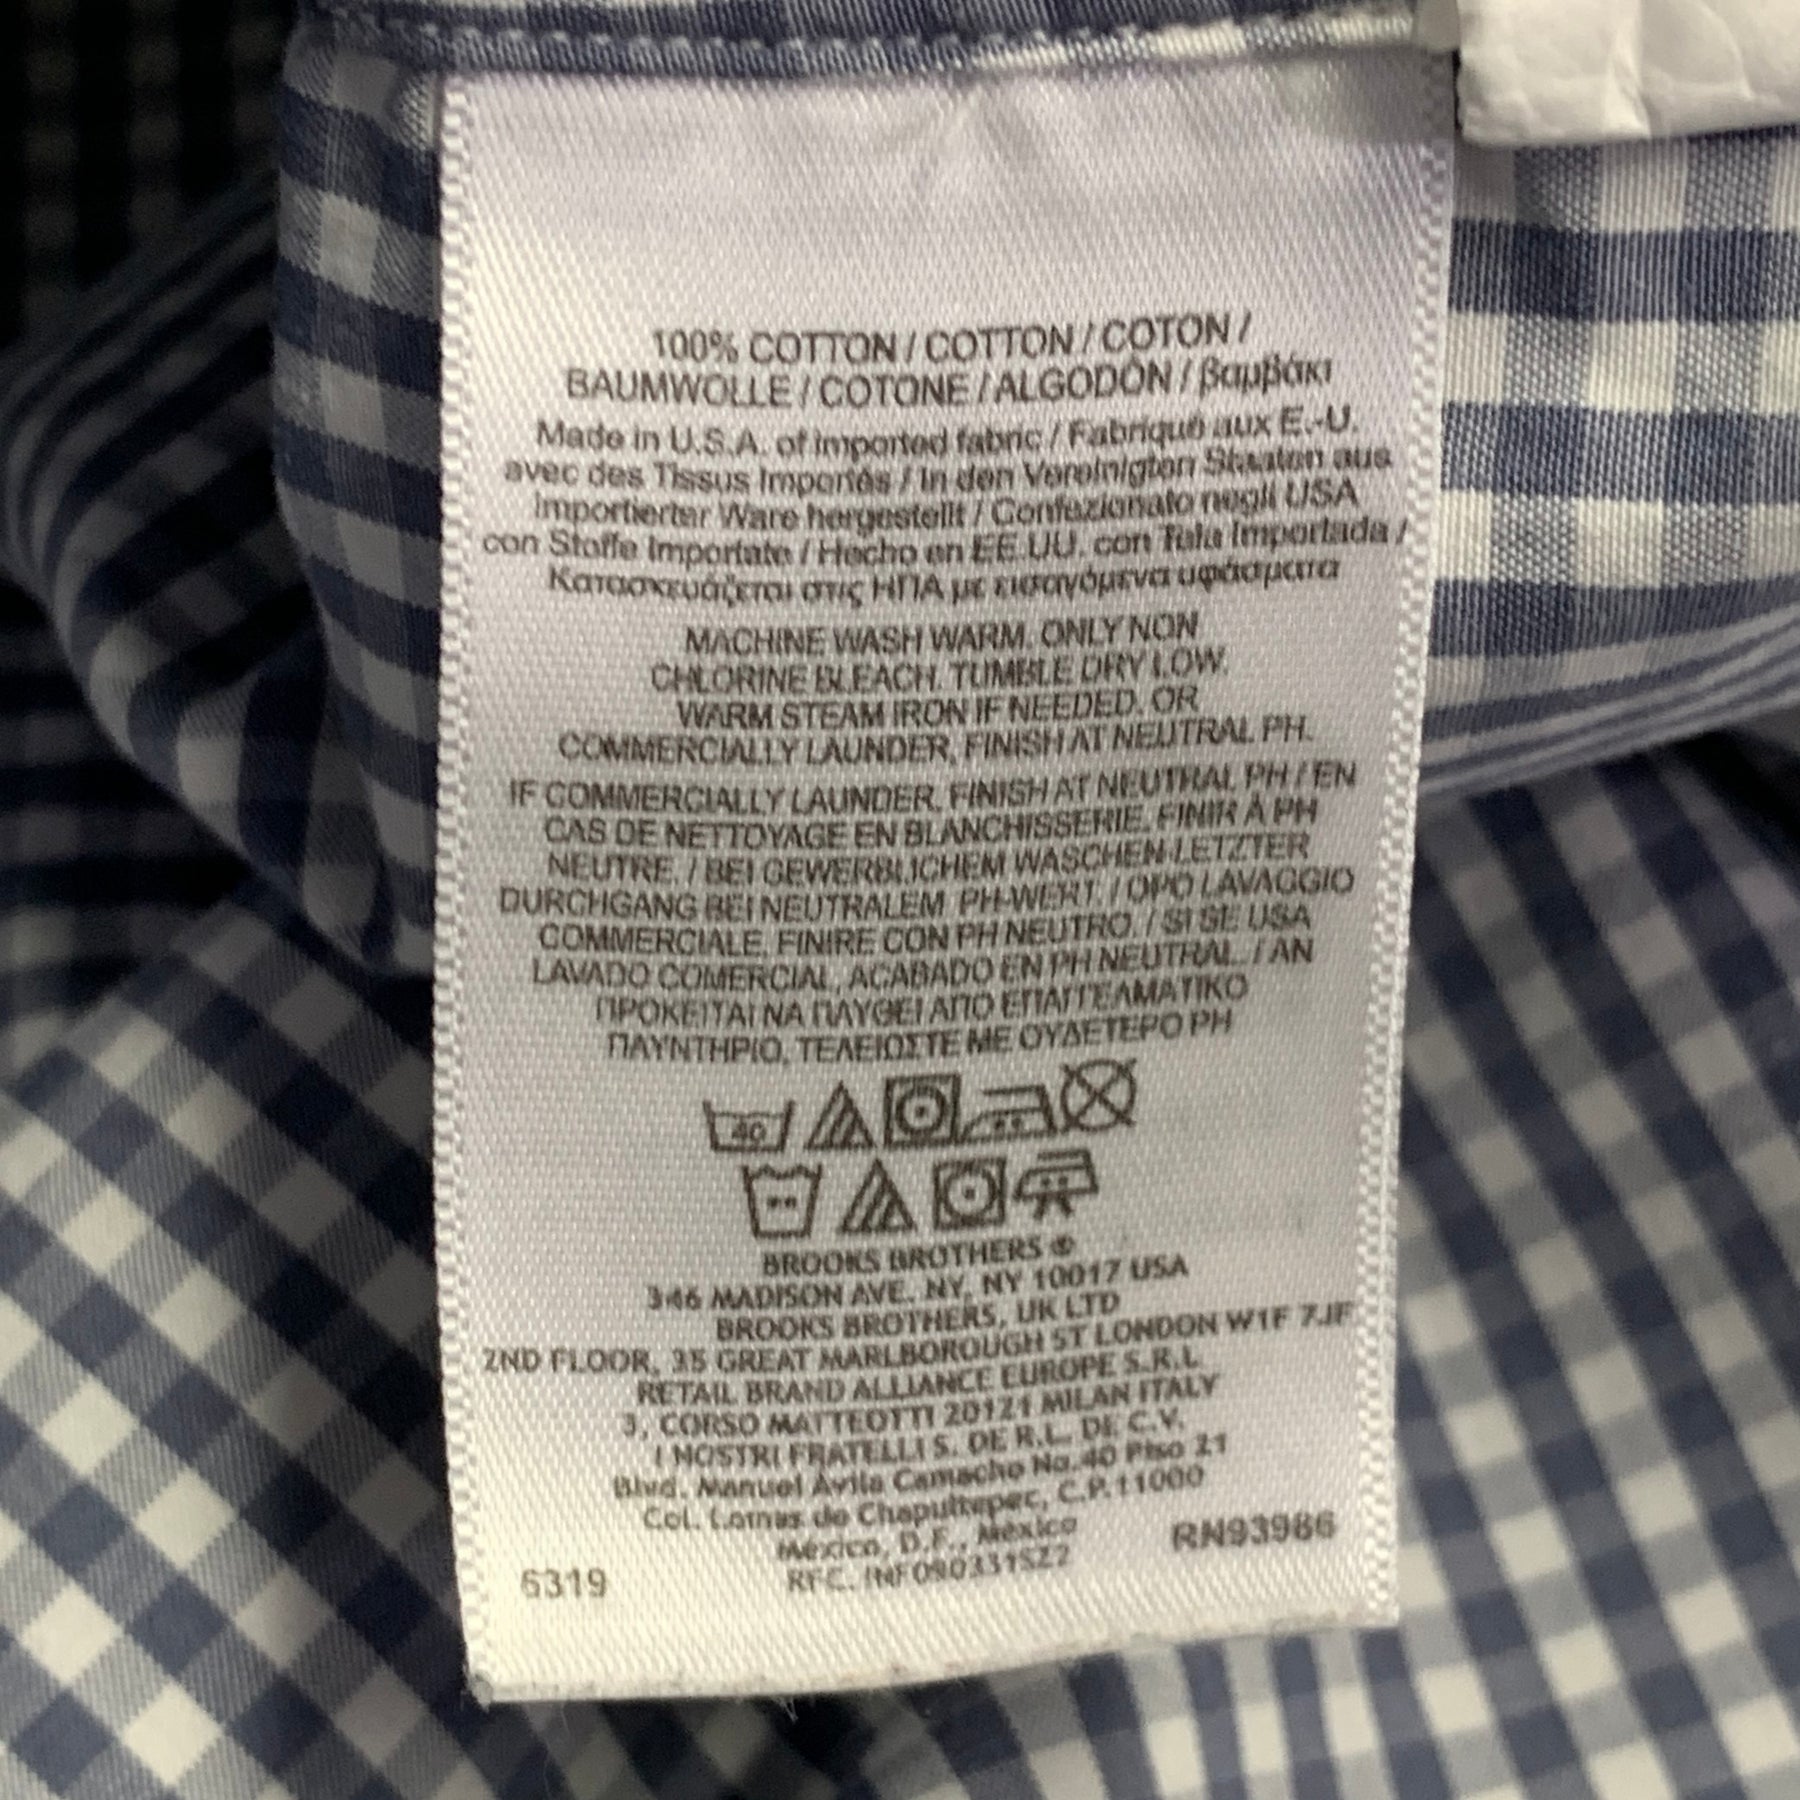 100% COTTON / COTTON / COTON /
BAUMWOLLE / COTONE / ALGODÓN / βαμβάκι
Made in U.S.A. of imported fabric / Fabriqué aux E.-U.
avec des Tissus Importés / In den Vereinigten Staaten aus
Importierter Ware hergestellt / Confezionato negli USA
con Stoffe Importate / Hecho en EE.UU. con Tela Importada /
Κατασκευάζεται στις ΗΠΑ με εισαγόμενα υφάσματα
MACHINE WASH WARM. ONLY NON
CHLORINE BLEACH. TUMBLE DRY LOW.
WARM STEAM IRON IF NEEDED. OR
COMMERCIALLY LAUNDER, FINISH AT NEUTRAL PH.
IF COMMERCIALLY LAUNDER, FINISH AT NEUTRAL PH / EN
CAS DE NETTOYAGE EN BLANCHISSERIE, FINIR À PH
NEUTRE. / BEI GEWERBLICHEM WASCHEN LETZTER
DURCHGANG BEI NEUTRALEM PH-WERT. / OPO LAVAGGIO
COMMERCIALE, FINIRE CON PH NEUTRO. / SI SE USA
LAVADO COMERCIAL, ACABADO EN PH NEUTRAL. / AN
ΠΡΟΚΕΙΤΑΙ ΝΑ ΠΛΥΘΕΙ ΑΠΟ ΕΠΑΓΓΕΛΜΑΤΙΚΟ
ΠΛΥΝΤΗΡΙΟ, ΤΕΛΕΙΩΣΤΕ ΜΕ ΟΥΔΕΤΕΡΟ PH
40
BROOKS BROTHERS ®
346 MADISON AVE. NY, NY 10017 USA
BROOKS BROTHERS, UK LTD
2ND FLOOR, 35 GREAT MARLBOROUGH ST LONDON W1F 7JF
RETAIL BRAND ALLIANCE EUROPE S.R.L
3, CORSO MATTEOTTI 20121 MILAN ITALY
I NOSTRI FRATELLI S. DE R.L. DE C.V.
Blvd. Manuel Ávila Camacho No.40 Piso 21
Col. Lomas de Chapultepec, C.P.11000
México, D.F., México
RFC. INF090331SZ2
RN93986
6319